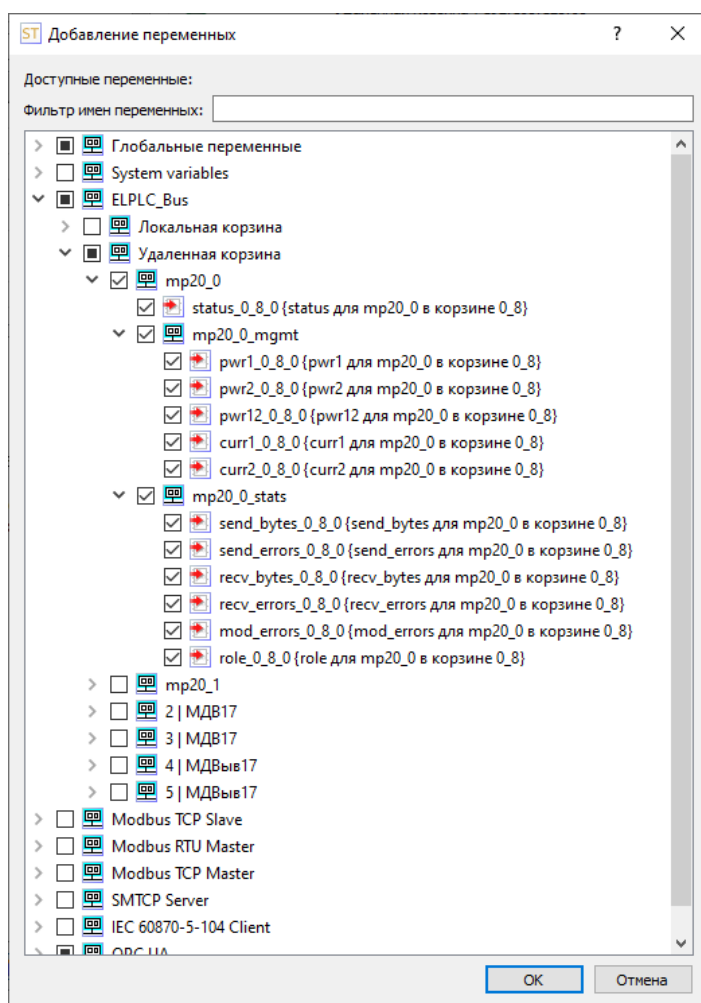 ST Добавление переменных ?
Доступные переменные:
Фильтр имен переменных:
Глобальные переменные
System variables
ELPLC_Bus
Локальная корзина
Удаленная корзина
mp20_0
status_0_8_0 {status для mp20_0 в корзине 0_8}
mp20_0_mgmt
pwr1_0_8_0 {pwr1 для mp20_0 в корзине 0_8}
pwr2_0_8_0 {pwr2 для mp20_0 в корзине 0_8}
pwr12_0_8_0 {pwr12 для mp20_0 в корзине 0_8}
curr1_0_8_0 {curr1 для mp20_0 в корзине 0_8}
curr2_0_8_0 {curr2 для mp20_0 в корзине 0_8}
mp20_0_stats
send_bytes_0_8_0 {send_bytes для mp20_0 в корзине 0_8}
send_errors_0_8_0 {send_errors для mp20_0 в корзине 0_8}
recv_bytes_0_8_0 {recv_bytes для mp20_0 в корзине 0_8}
recv_errors_0_8_0 {recv_errors для mp20_0 в корзине 0_8}
mod_errors_0_8_0 {mod_errors для mp20_0 в корзине 0_8}
role_0_8_0 {role для mp20_0 в корзине 0_8}
mp20_1
2 | МДВ17
3 | МДВ17
4 | МДВыв17
5 | МДВыв17
Modbus TCP Slave
Modbus RTU Master
Modbus TCP Master
SMTCP Server
IEC 60870-5-104 Client
OPC UA
OK Отмена